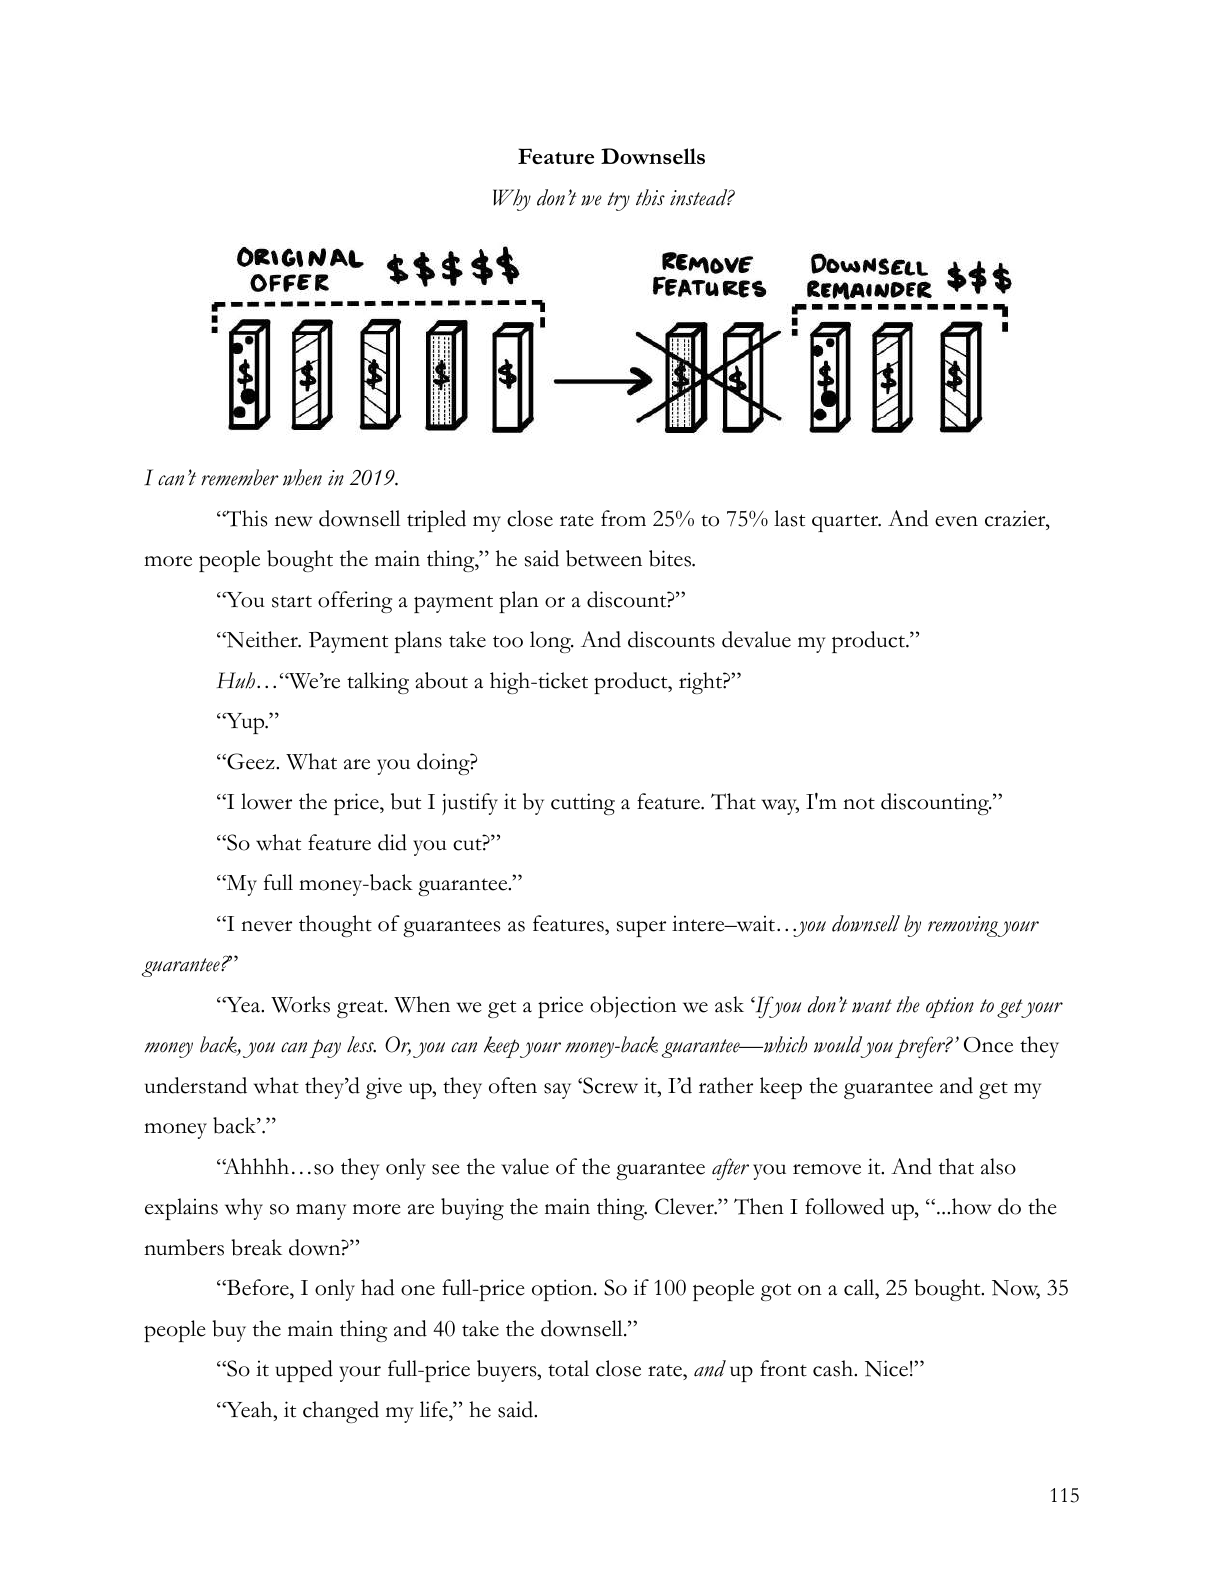 Feature Downsells
Why don’t we try this instead?
ORIGINAL OFFER $$$$$
REMOVE FEATURES
DOWNSELL REMAINDER $$$
$ $ $ $ $
$ $
$ $ $
I can’t remember when in 2019.
“This new downsell tripled my close rate from 25% to 75% last quarter. And even crazier,
more people bought the main thing,” he said between bites.
“You start offering a payment plan or a discount?”
“Neither. Payment plans take too long. And discounts devalue my product.”
Huh…“We’re talking about a high-ticket product, right?”
“Yup.”
“Geez. What are you doing?
“I lower the price, but I justify it by cutting a feature. That way, I'm not discounting.”
“So what feature did you cut?”
“My full money-back guarantee.”
“I never thought of guarantees as features, super intere–wait…you downsell by removing your
guarantee?”
“Yea. Works great. When we get a price objection we ask ‘If you don’t want the option to get your
money back, you can pay less. Or, you can keep your money-back guarantee—which would you prefer?’ Once they
understand what they’d give up, they often say ‘Screw it, I’d rather keep the guarantee and get my
money back’.”
“Ahhhh…so they only see the value of the guarantee after you remove it. And that also
explains why so many more are buying the main thing. Clever.” Then I followed up, “...how do the
numbers break down?”
“Before, I only had one full-price option. So if 100 people got on a call, 25 bought. Now, 35
people buy the main thing and 40 take the downsell.”
“So it upped your full-price buyers, total close rate, and up front cash. Nice!”
“Yeah, it changed my life,” he said.
115